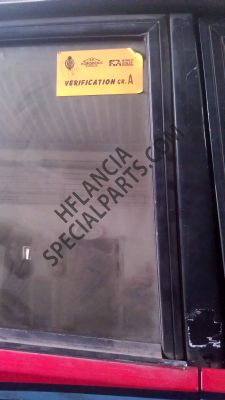 VERIFICATION GR. A
HFLANCIA
SPECIALPARTS.COM